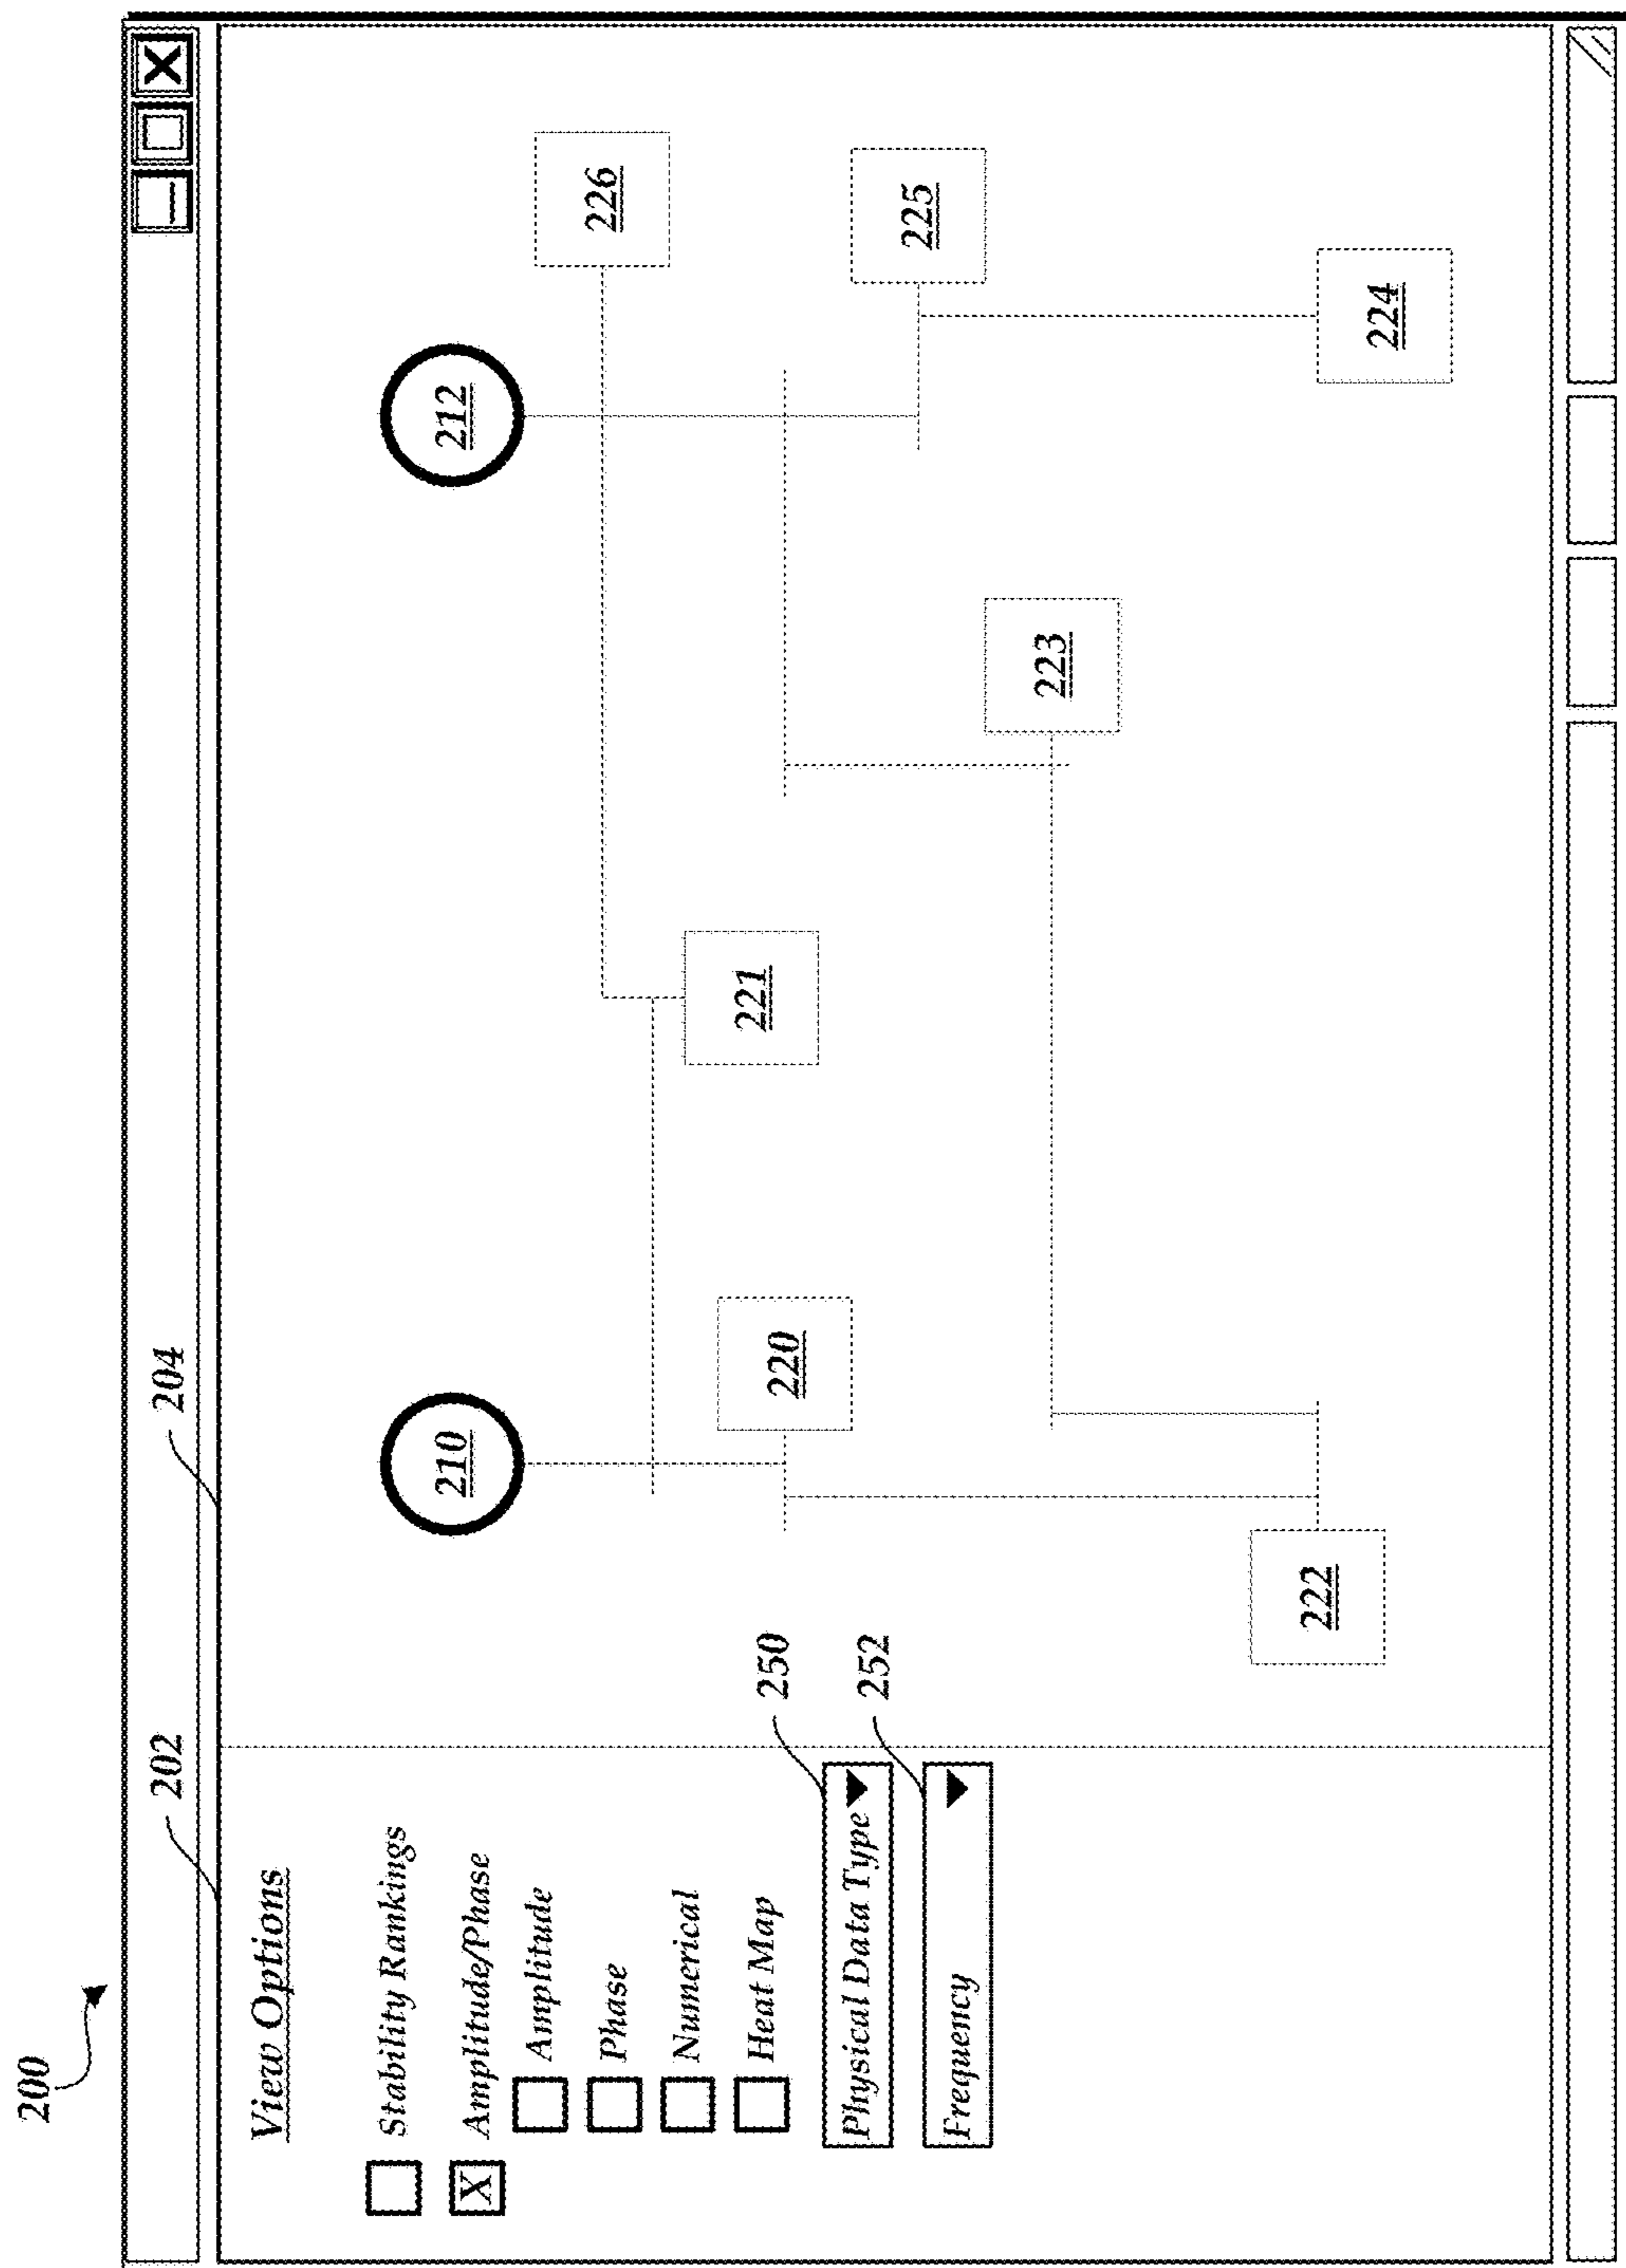 200
202
204
View Options
Stability Rankings
X Amplitude/Phase
Amplitude
Phase
Numerical
Heat Map
Physical Data Type
250
Frequency
252
210
212
226
220
221
225
223
222
224